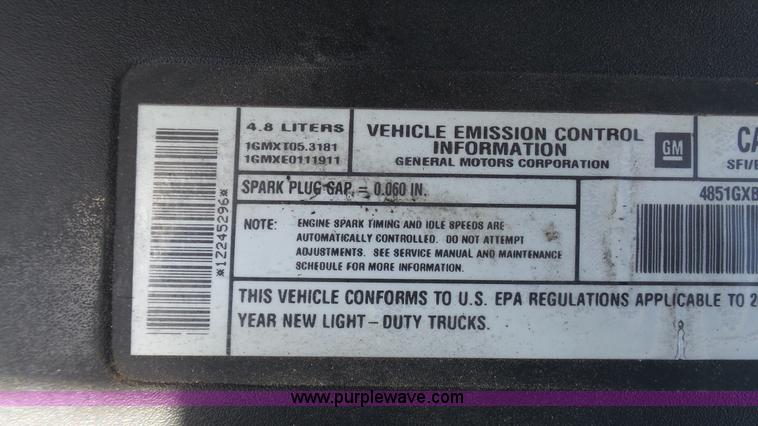 *12245296*
4.8 LITERS
1GMXT05.3181
1GMXE0111911
VEHICLE EMISSION CONTROL
INFORMATION
GENERAL MOTORS CORPORATION
GM
CA
SFI/
SPARK PLUG GAP = 0.060 IN.
4851GXB
NOTE: ENGINE SPARK TIMING AND IDLE SPEEDS ARE
AUTOMATICALLY CONTROLLED. DO NOT ATTEMPT
ADJUSTMENTS. SEE SERVICE MANUAL AND MAINTENANCE
SCHEDULE FOR MORE INFORMATION.
THIS VEHICLE CONFORMS TO U.S. EPA REGULATIONS APPLICABLE TO 2
YEAR NEW LIGHT-DUTY TRUCKS.
www.purplewave.com